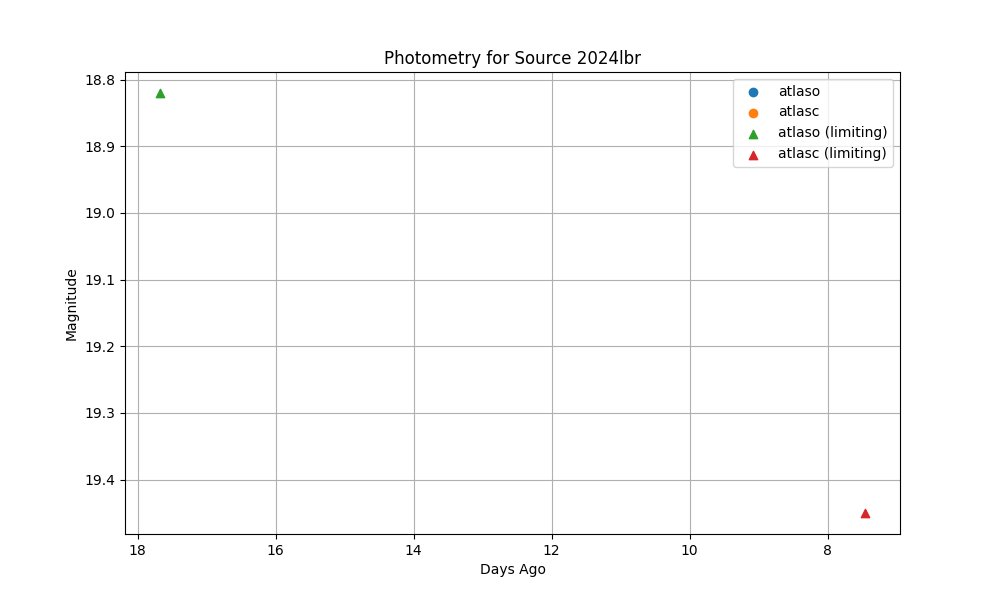 Photometry for Source 2024lbr
atlaso
atlasc
atlaso (limiting)
atlasc (limiting)
Magnitude
18.8
18.9
19.0
19.1
19.2
19.3
19.4
18 16 14 12 10 8
Days Ago